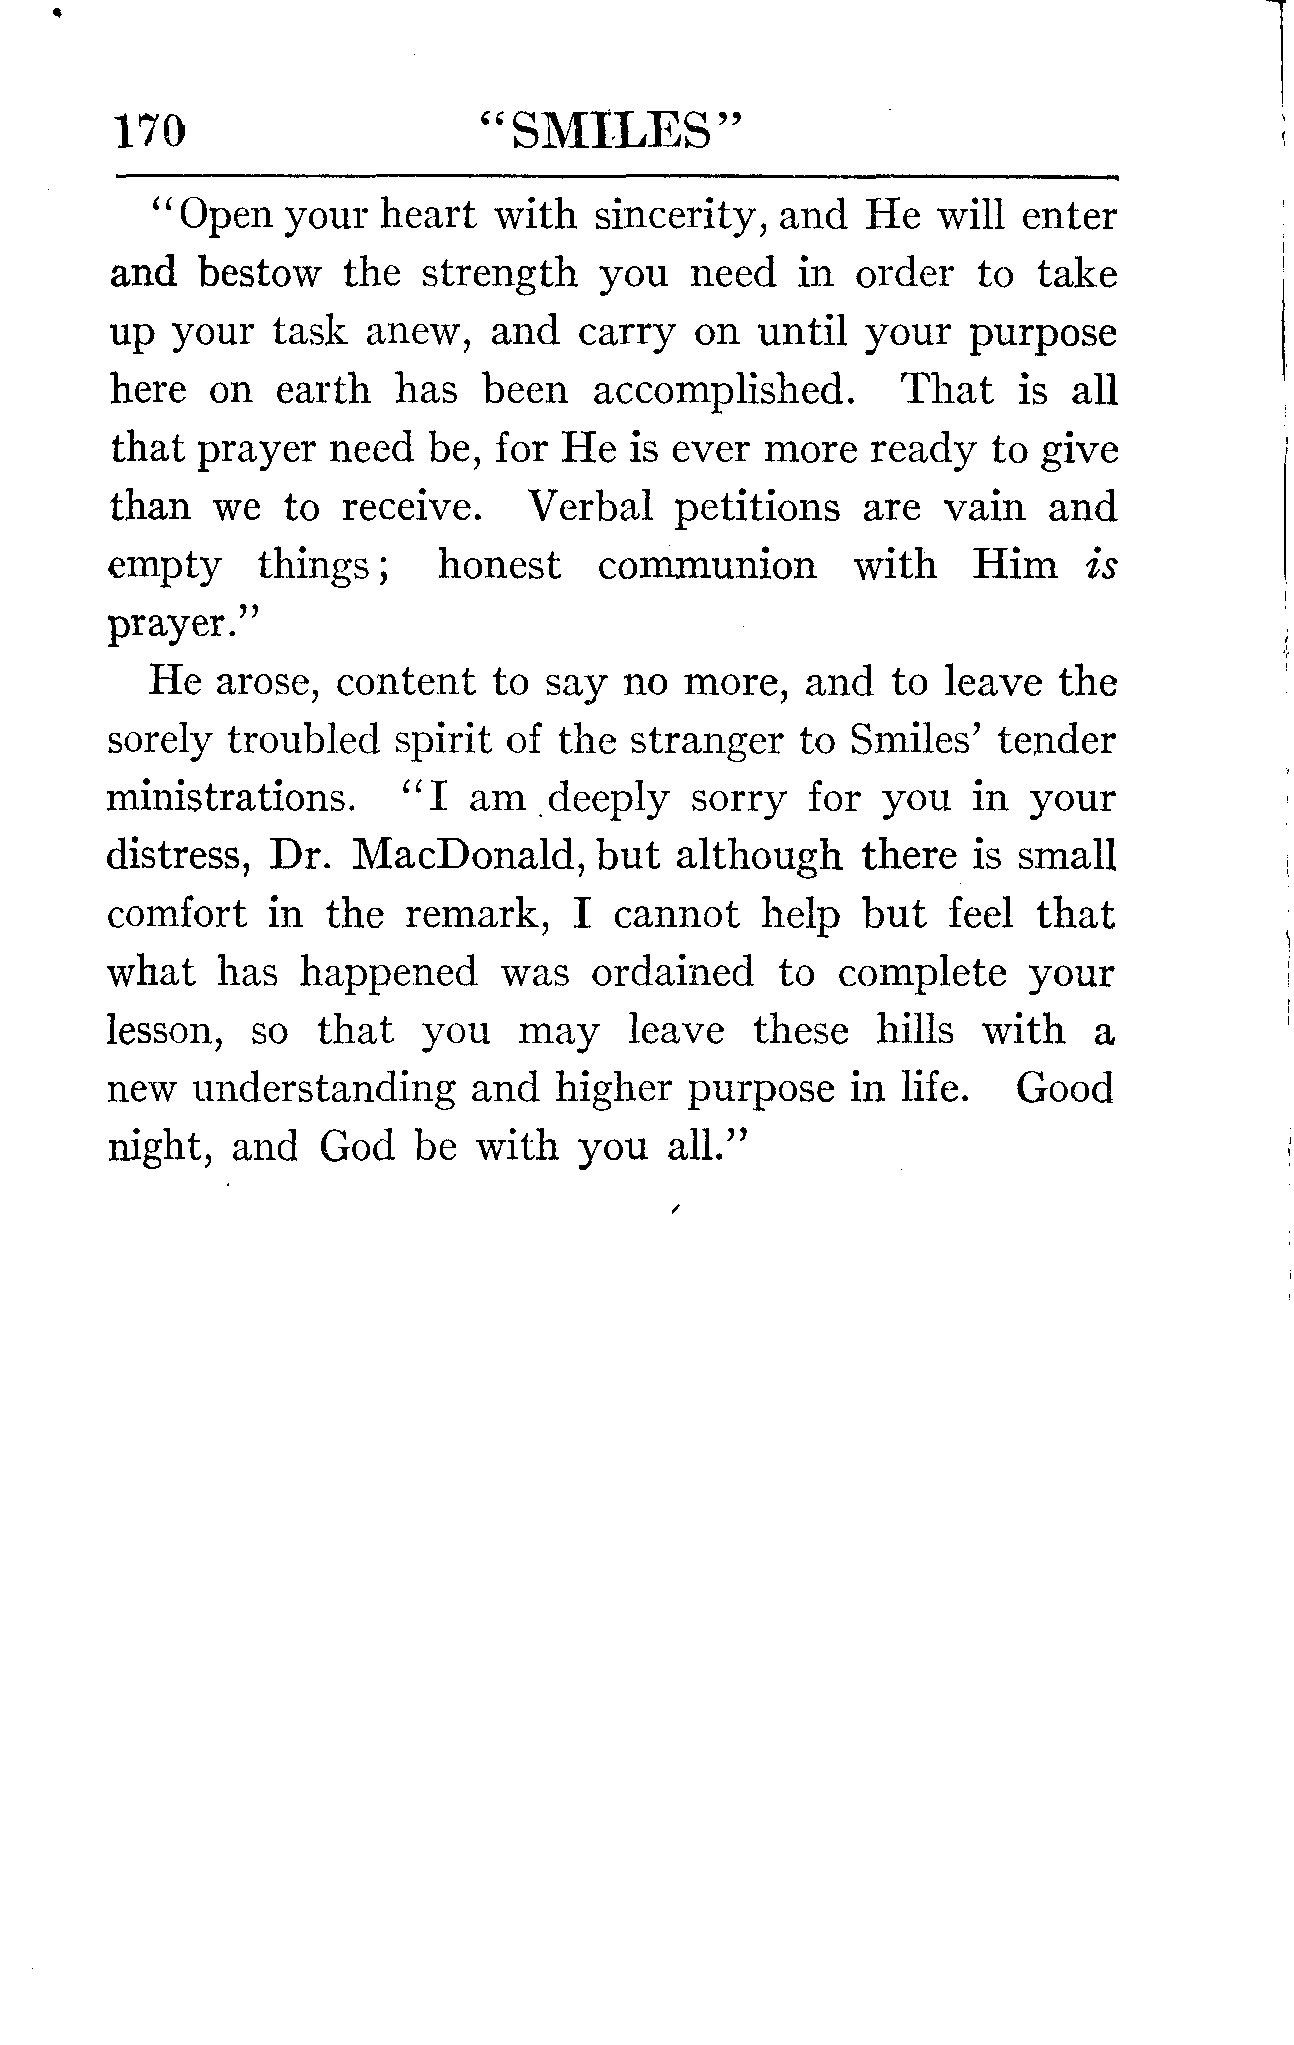 170 "SMILES"
"Open your heart with sincerity, and He will enter
and bestow the strength you need in order to take
up your task anew, and carry on until your purpose
here on earth has been accomplished. That is all
that prayer need be, for He is ever more ready to give
than we to receive. Verbal petitions are vain and
empty things; honest communion with Him is
prayer."
He arose, content to say no more, and to leave the
sorely troubled spirit of the stranger to Smiles' tender
ministrations. "I am deeply sorry for you in your
distress, Dr. MacDonald, but although there is small
comfort in the remark, I cannot help but feel that
what has happened was ordained to complete your
lesson, so that you may leave these hills with a
new understanding and higher purpose in life. Good
night, and God be with you all."